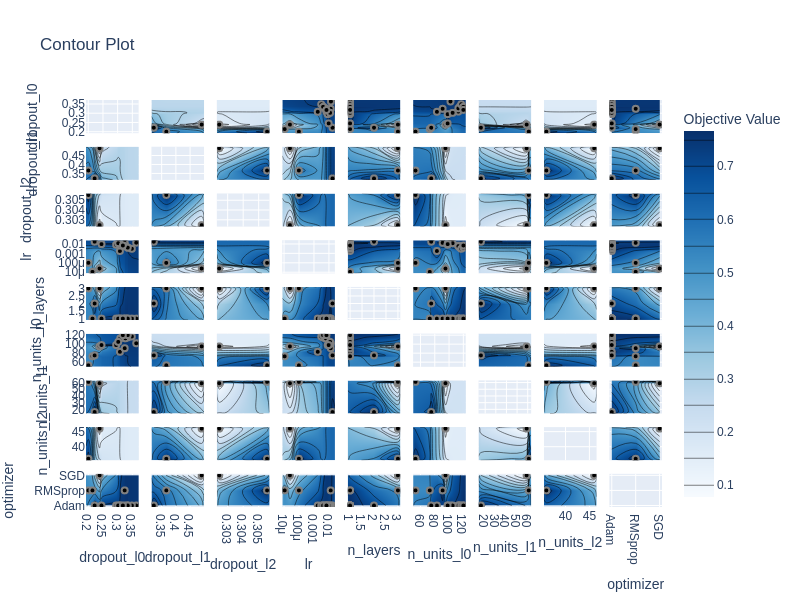 Contour Plot
Objective Value
0.7
0.6
0.5
0.4
0.3
0.2
0.1
dropout_l0
0.35
0.3
0.25
0.2
dropout_l1
0.45
0.4
0.35
dropout_l2
0.305
0.304
0.303
lr
0.01
0.001
100μ
10μ
n_layers
3
2.5
2
1.5
1
n_units_l0
120
100
80
60
n_units_l1
60
50
40
30
20
n_units_l2
45
40
optimizer
SGD
RMSprop
Adam
0.2 0.25 0.3 0.35
0.35 0.4 0.45
0.303 0.304 0.305
10μ 100μ 0.001 0.01
1 1.5 2 2.5 3
60 80 100 120
20 30 40 50 60
40 45
Adam RMSprop SGD
dropout_l0 dropout_l1 dropout_l2 lr n_layers n_units_l0 n_units_l1 n_units_l2 optimizer